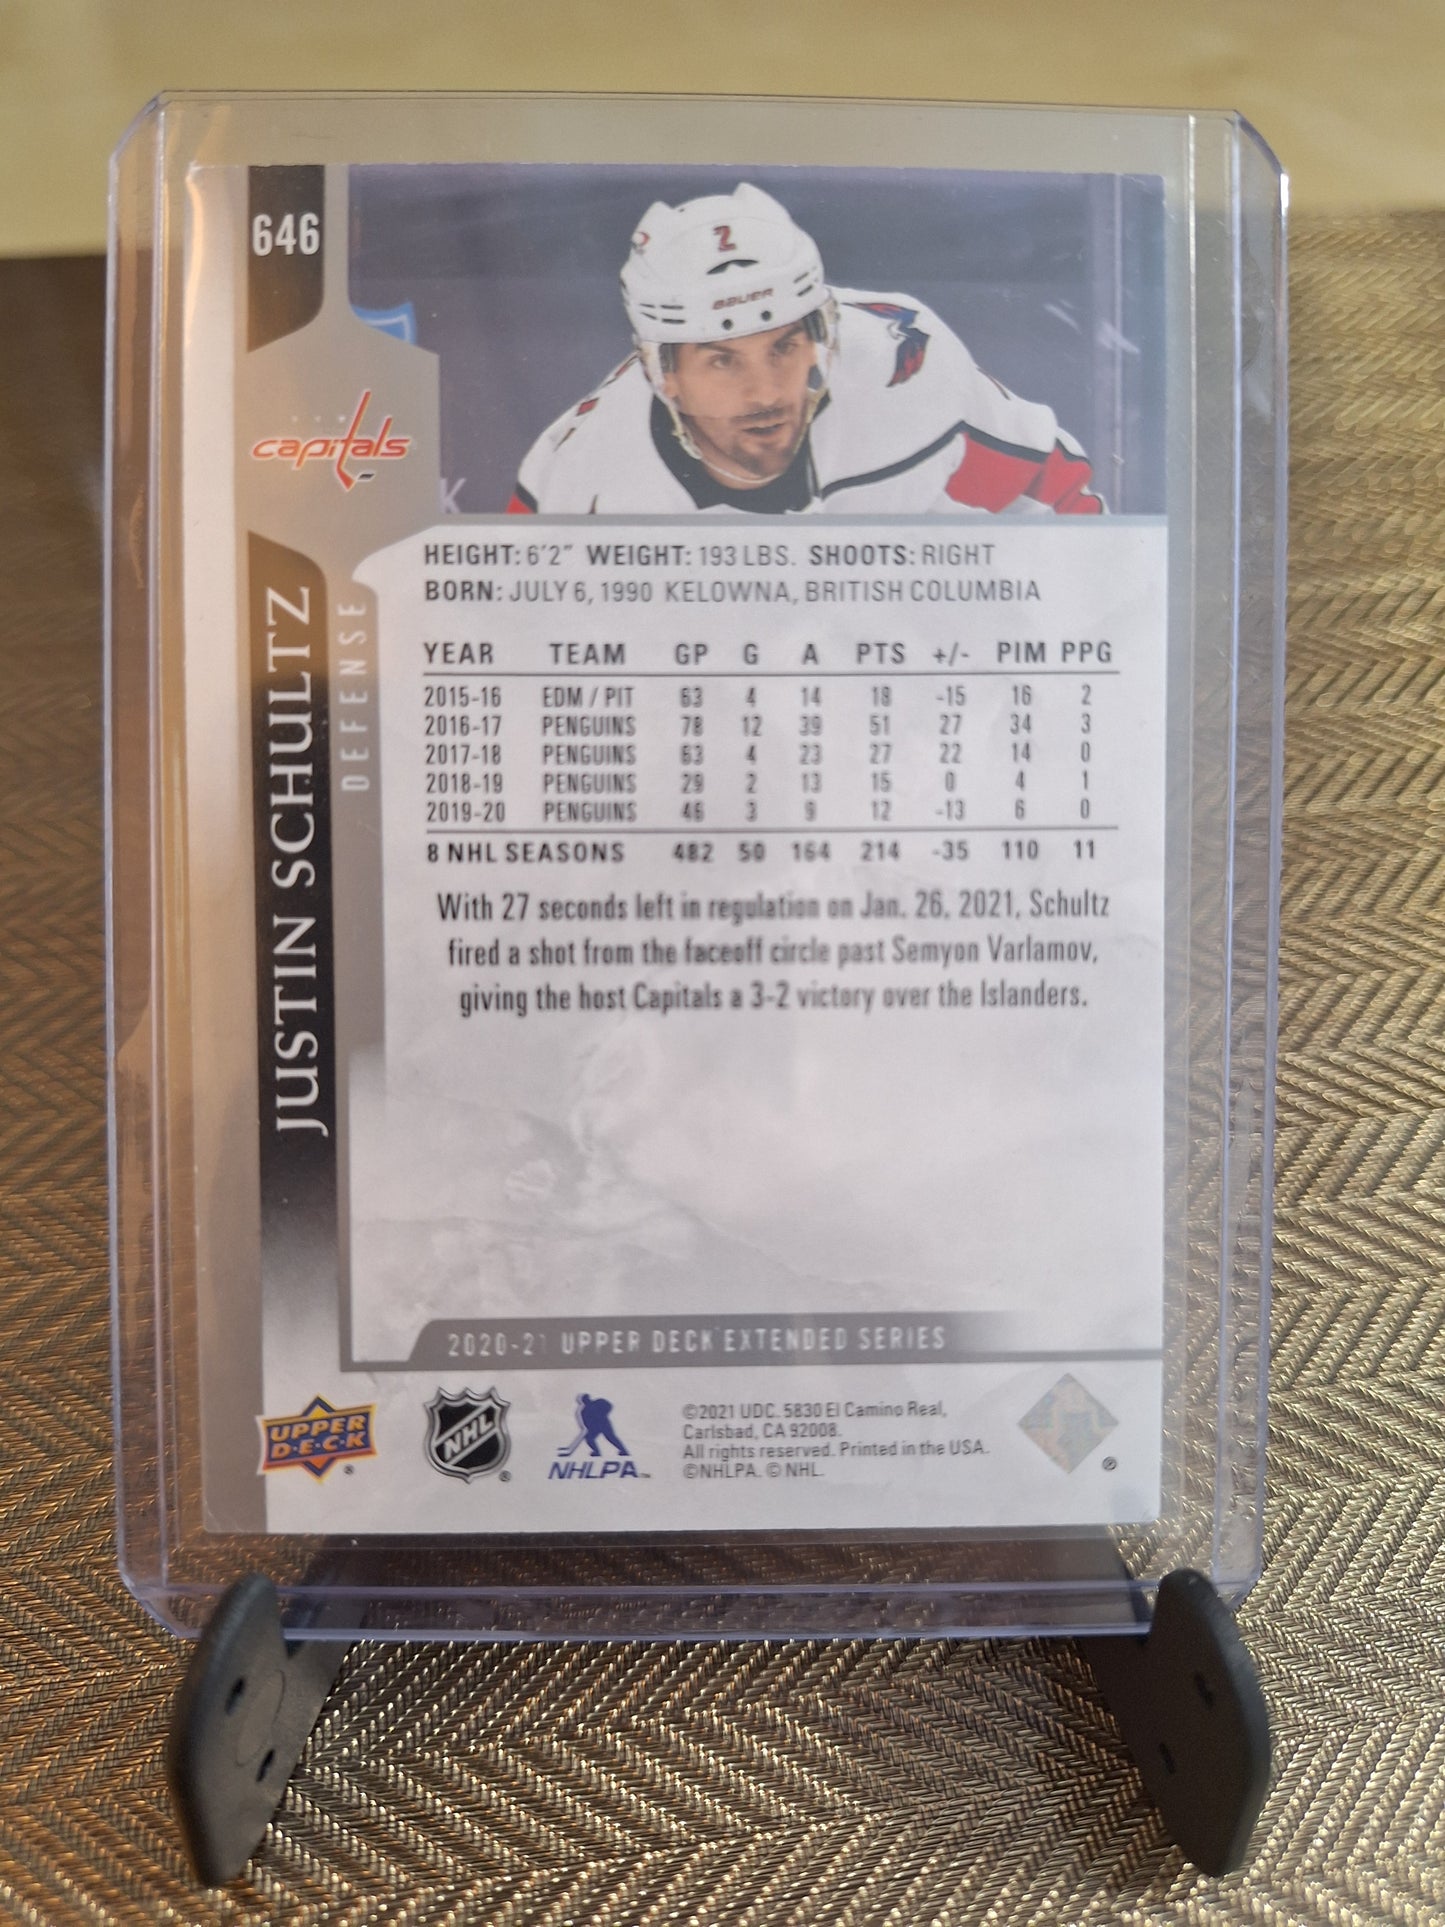 646
2
BAUER
capitals
K
JUSTIN SCHULTZ
DEFENSE
HEIGHT: 6'2" WEIGHT: 193 LBS. SHOOTS: RIGHT
BORN: JULY 6, 1990 KELOWNA, BRITISH COLUMBIA
YEAR TEAM GP G A PTS +/- PIM PPG
2015-16 EDM / PIT 63 4 14 18 -15 16 2
2016-17 PENGUINS 78 12 39 51 27 34 3
2017-18 PENGUINS 63 4 23 27 22 14 0
2018-19 PENGUINS 29 2 13 15 0 4 1
2019-20 PENGUINS 46 3 9 12 -13 6 0
8 NHL SEASONS 482 50 164 214 -35 110 11
With 27 seconds left in regulation on Jan. 26, 2021, Schultz
fired a shot from the faceoff circle past Semyon Varlamov,
giving the host Capitals a 3-2 victory over the Islanders.
2020-21 UPPER DECK EXTENDED SERIES
UPPER
D·E·C·K
®
NHL
®
NHLPA™
©2021 UDC. 5830 El Camino Real,
Carlsbad, CA 92008.
All rights reserved. Printed in the USA.
©NHLPA. © NHL.
®